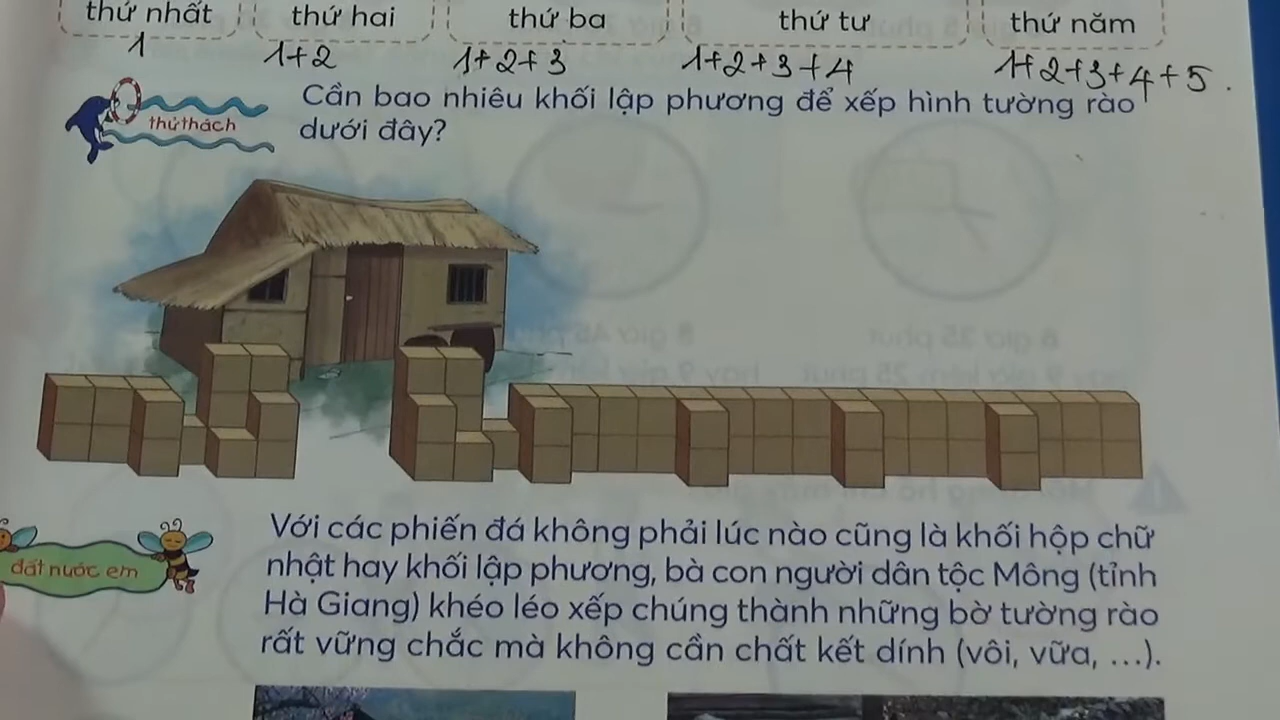 thứ nhất
thứ hai
thứ ba
thứ tư
thứ năm
1
1+2
1+2+3
1+2+3+4
1+2+3+4+5.
thử thách
Cần bao nhiêu khối lập phương để xếp hình tường rào
dưới đây?
đất nước em
Với các phiến đá không phải lúc nào cũng là khối hộp chữ
nhật hay khối lập phương, bà con người dân tộc Mông (tỉnh
Hà Giang) khéo léo xếp chúng thành những bờ tường rào
rất vững chắc mà không cần chất kết dính (vôi, vữa, ...).